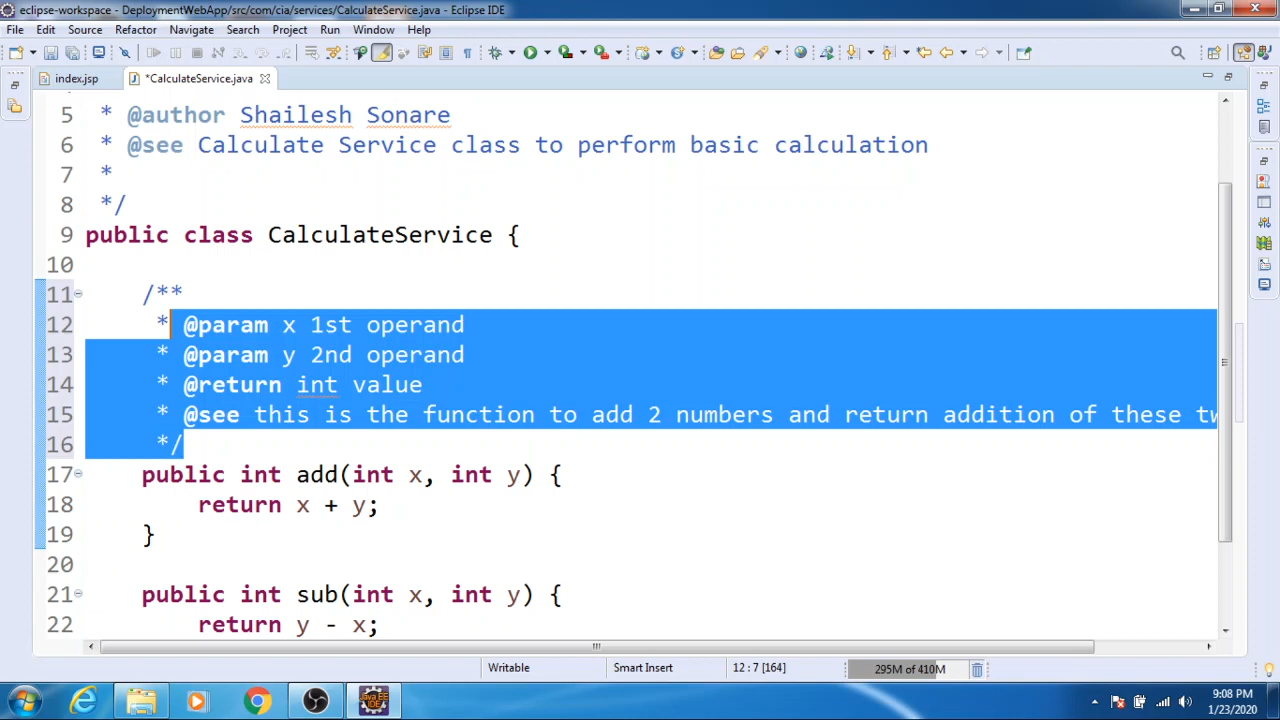 eclipse-workspace - DeploymentWebApp/src/com/cia/services/CalculateService.java - Eclipse IDE
File Edit Source Refactor Navigate Search Project Run Window Help
index.jsp *CalculateService.java
5 * @author Shailesh Sonare
6 * @see Calculate Service class to perform basic calculation
7 *
8 */
9 public class CalculateService {
10
11 /**
12 * @param x 1st operand
13 * @param y 2nd operand
14 * @return int value
15 * @see this is the function to add 2 numbers and return addition of these tw
16 */
17 public int add(int x, int y) {
18 return x + y;
19 }
20
21 public int sub(int x, int y) {
22 return y - x;
Writable Smart Insert 12 : 7 [164] 295M of 410M
Java EE IDE
9:08 PM
1/23/2020